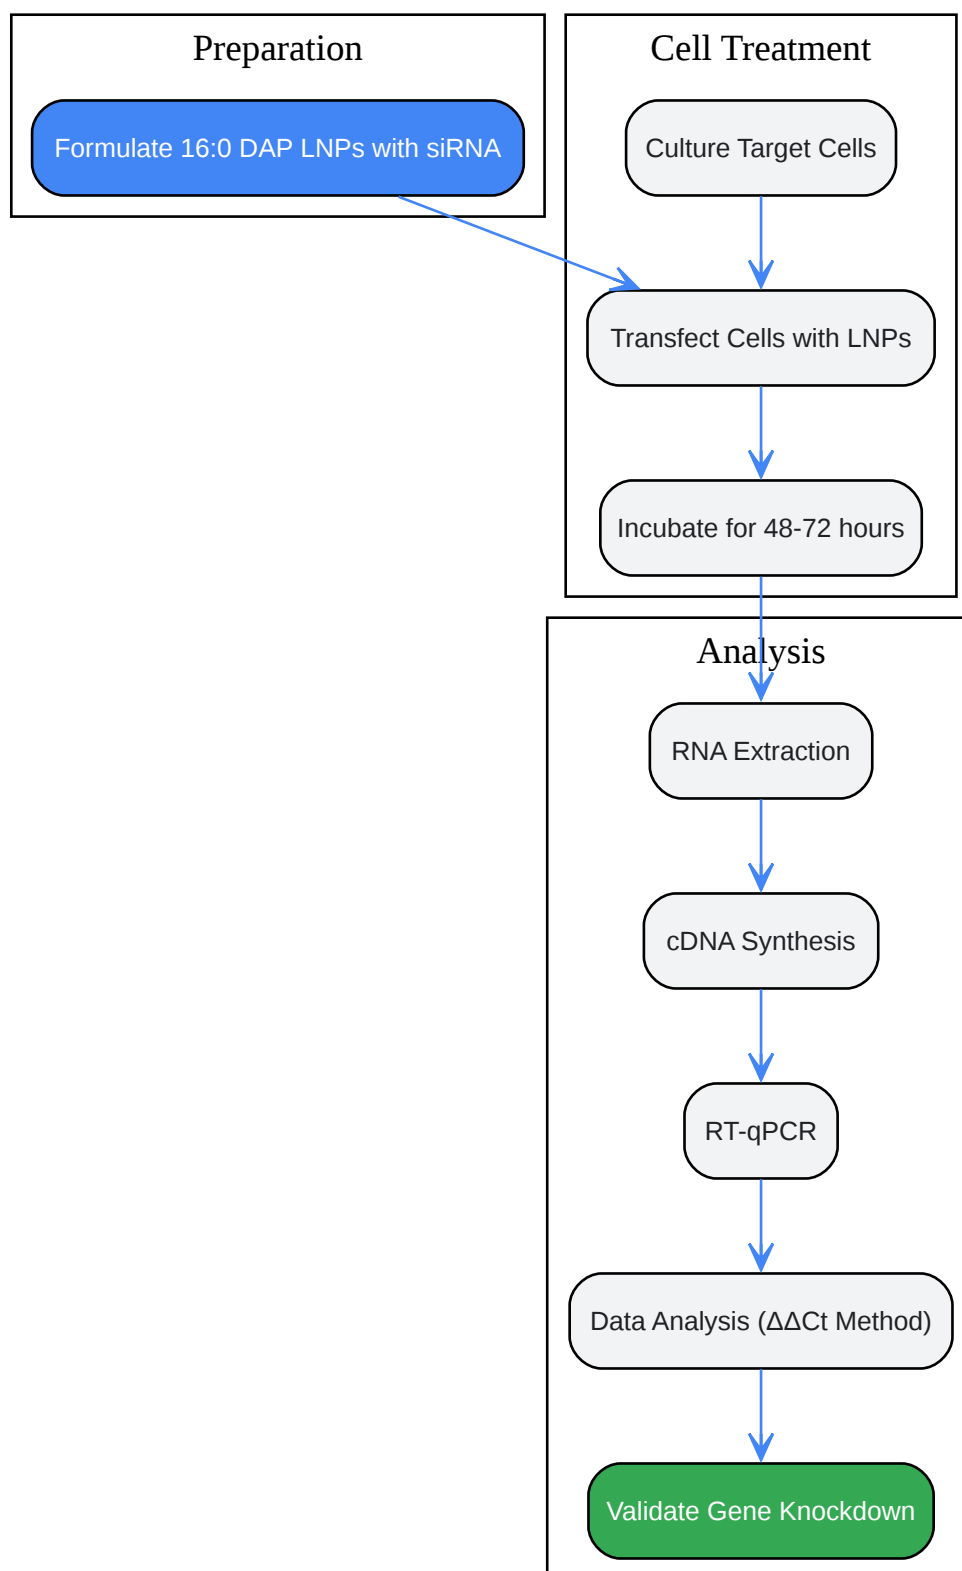 Preparation
Formulate 16:0 DAP LNPs with siRNA
Cell Treatment
Culture Target Cells
Transfect Cells with LNPs
Incubate for 48-72 hours
Analysis
RNA Extraction
cDNA Synthesis
RT-qPCR
Data Analysis (ΔΔCt Method)
Validate Gene Knockdown